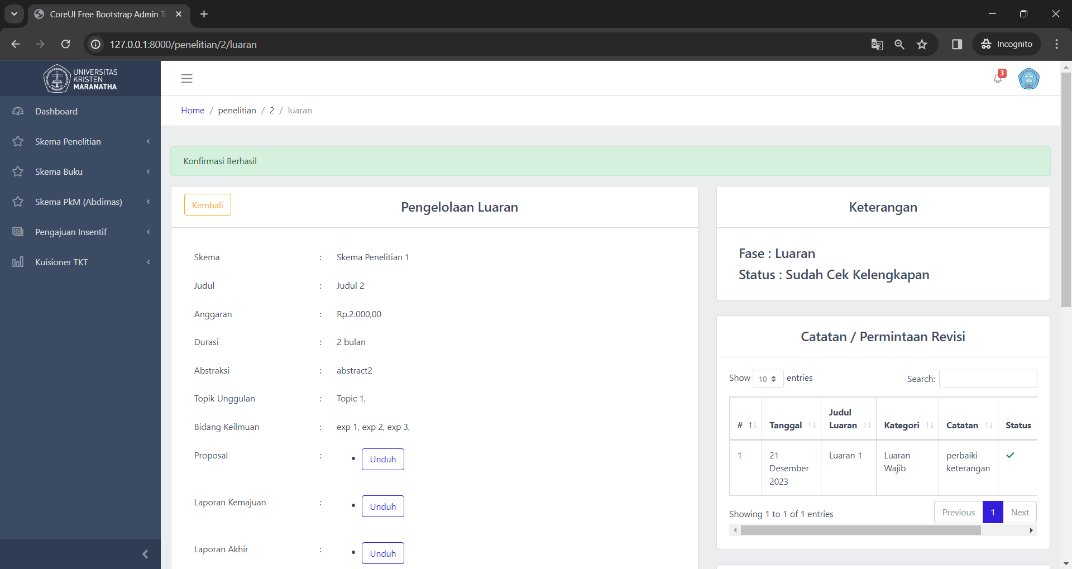 CoreUI Free Bootstrap Admin Te
127.0.0.1:8000/penelitian/2/luaran
Incognito
UNIVERSITAS
KRISTEN
MARANATHA
Dashboard
Skema Penelitian
Skema Buku
Skema PkM (Abdimas)
Pengajuan Insentif
Kuisioner TKT
3
Home / penelitian / 2 / luaran
Konfirmasi Berhasil
Kembali
Pengelolaan Luaran
Skema : Skema Penelitian 1
Judul : Judul 2
Anggaran : Rp.2.000,00
Durasi : 2 bulan
Abstraksi : abstract2
Topik Unggulan : Topic 1,
Bidang Keilmuan : exp 1, exp 2, exp 3,
Proposal : • Unduh
Laporan Kemajuan : • Unduh
Laporan Akhir : • Unduh
Keterangan
Fase : Luaran
Status : Sudah Cek Kelengkapan
Catatan / Permintaan Revisi
Show 10 entries Search:
# Tanggal Judul Luaran Kategori Catatan Status
1 21 Desember 2023 Luaran 1 Luaran Wajib perbaiki keterangan ✓
Showing 1 to 1 of 1 entries Previous 1 Next